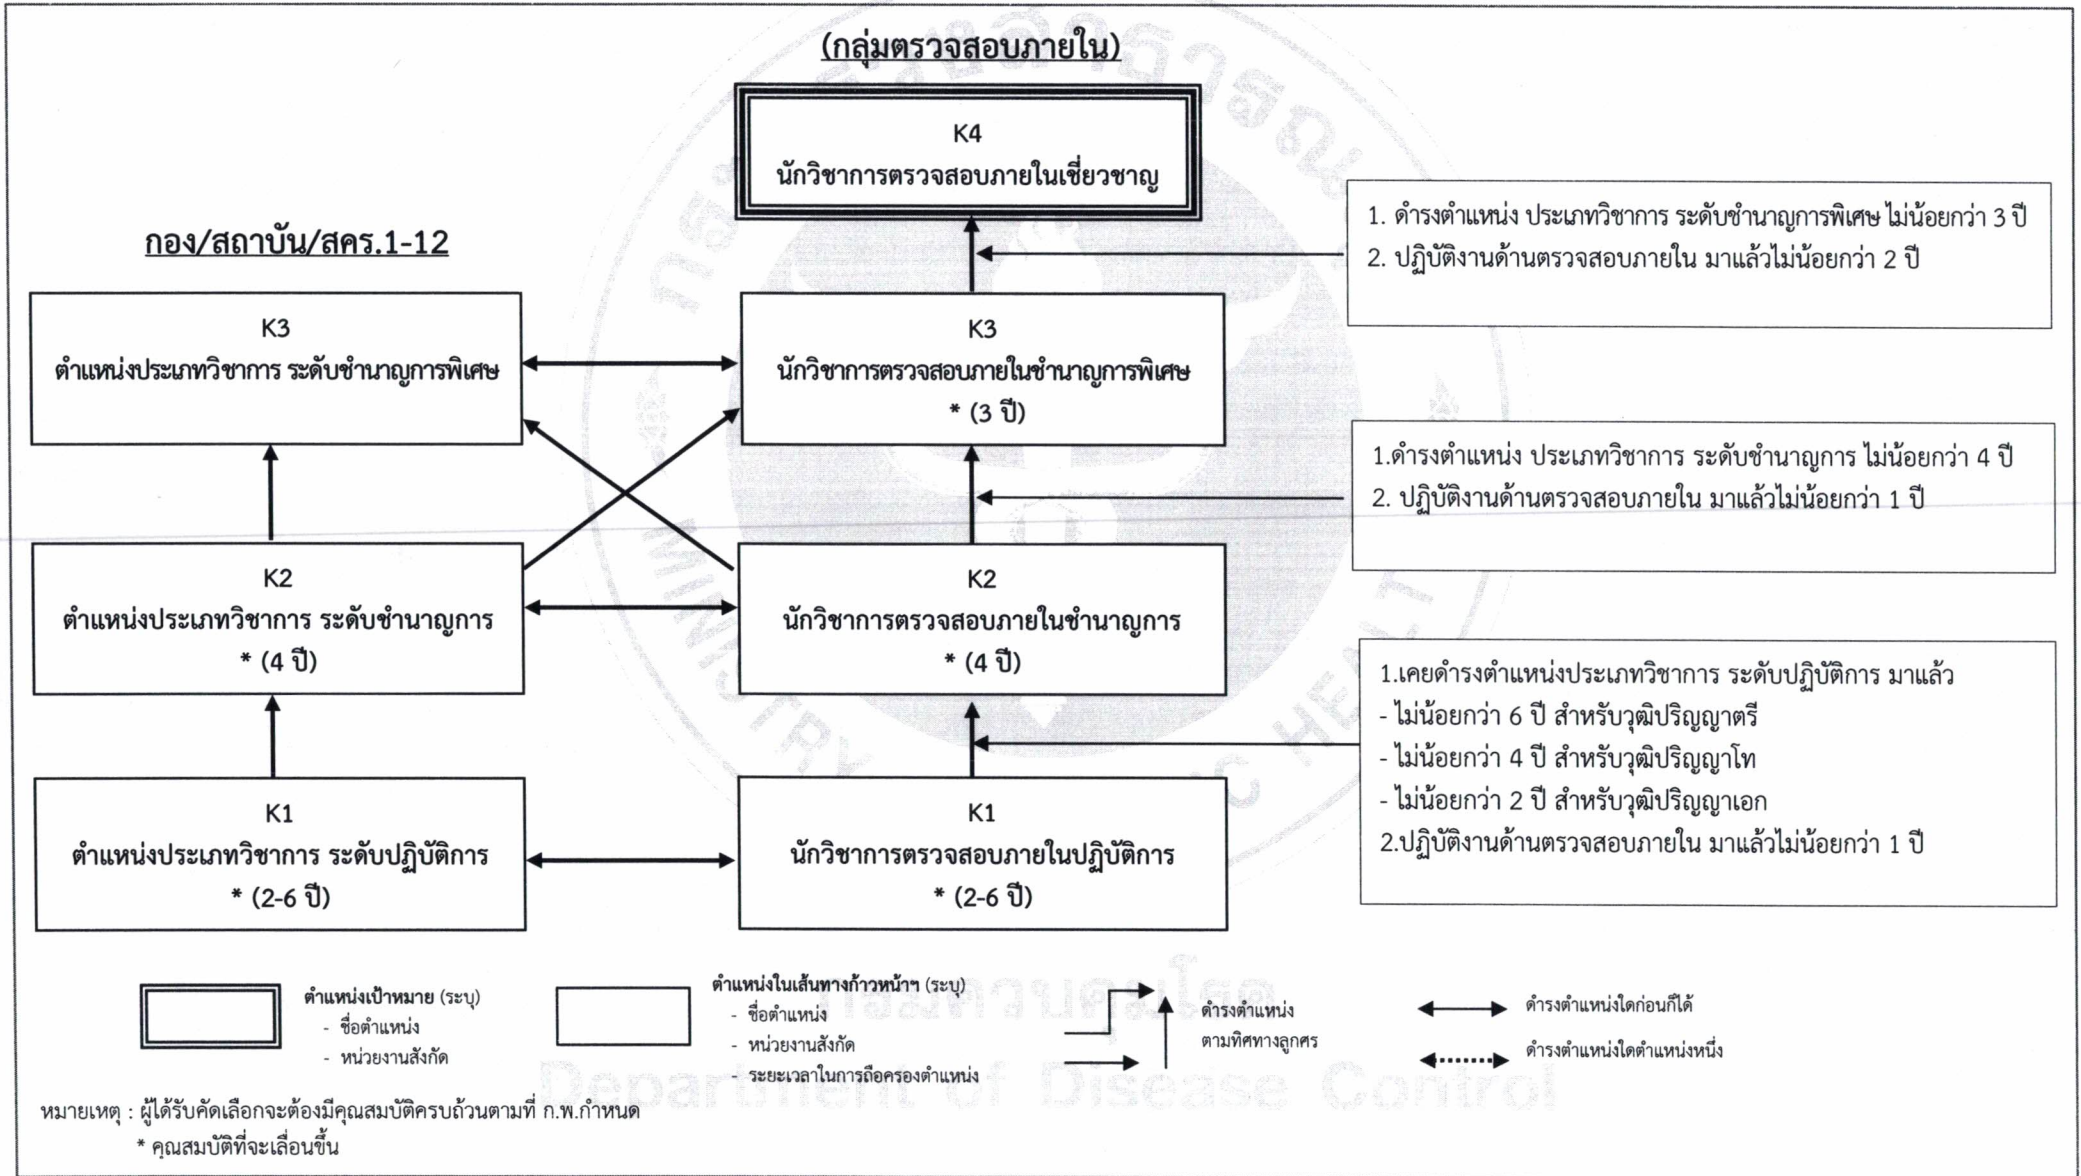 (กลุ่มตรวจสอบภายใน)
K4
นักวิชาการตรวจสอบภายในเชี่ยวชาญ
1. ดำรงตำแหน่ง ประเภทวิชาการ ระดับชำนาญการพิเศษ ไม่น้อยกว่า 3 ปี
2. ปฏิบัติงานด้านตรวจสอบภายใน มาแล้วไม่น้อยกว่า 2 ปี
กอง/สถาบัน/สคร.1-12
K3
ตำแหน่งประเภทวิชาการ ระดับชำนาญการพิเศษ
K3
นักวิชาการตรวจสอบภายในชำนาญการพิเศษ
* (3 ปี)
1.ดำรงตำแหน่ง ประเภทวิชาการ ระดับชำนาญการ ไม่น้อยกว่า 4 ปี
2. ปฏิบัติงานด้านตรวจสอบภายใน มาแล้วไม่น้อยกว่า 1 ปี
K2
ตำแหน่งประเภทวิชาการ ระดับชำนาญการ
* (4 ปี)
K2
นักวิชาการตรวจสอบภายในชำนาญการ
* (4 ปี)
1.เคยดำรงตำแหน่งประเภทวิชาการ ระดับปฏิบัติการ มาแล้ว
- ไม่น้อยกว่า 6 ปี สำหรับวุฒิปริญญาตรี
- ไม่น้อยกว่า 4 ปี สำหรับวุฒิปริญญาโท
- ไม่น้อยกว่า 2 ปี สำหรับวุฒิปริญญาเอก
2.ปฏิบัติงานด้านตรวจสอบภายใน มาแล้วไม่น้อยกว่า 1 ปี
K1
ตำแหน่งประเภทวิชาการ ระดับปฏิบัติการ
* (2-6 ปี)
K1
นักวิชาการตรวจสอบภายในปฏิบัติการ
* (2-6 ปี)
ตำแหน่งเป้าหมาย (ระบุ)
- ชื่อตำแหน่ง
- หน่วยงานสังกัด
ตำแหน่งในเส้นทางก้าวหน้าฯ (ระบุ)
- ชื่อตำแหน่ง
- หน่วยงานสังกัด
- ระยะเวลาในการถือครองตำแหน่ง
ดำรงตำแหน่ง
ตามทิศทางลูกศร
ดำรงตำแหน่งใดก่อนก็ได้
ดำรงตำแหน่งใดตำแหน่งหนึ่ง
กรมควบคุมโรค
Department of Disease Control
หมายเหตุ : ผู้ได้รับคัดเลือกจะต้องมีคุณสมบัติครบถ้วนตามที่ ก.พ.กำหนด
* คุณสมบัติที่จะเลื่อนขึ้น